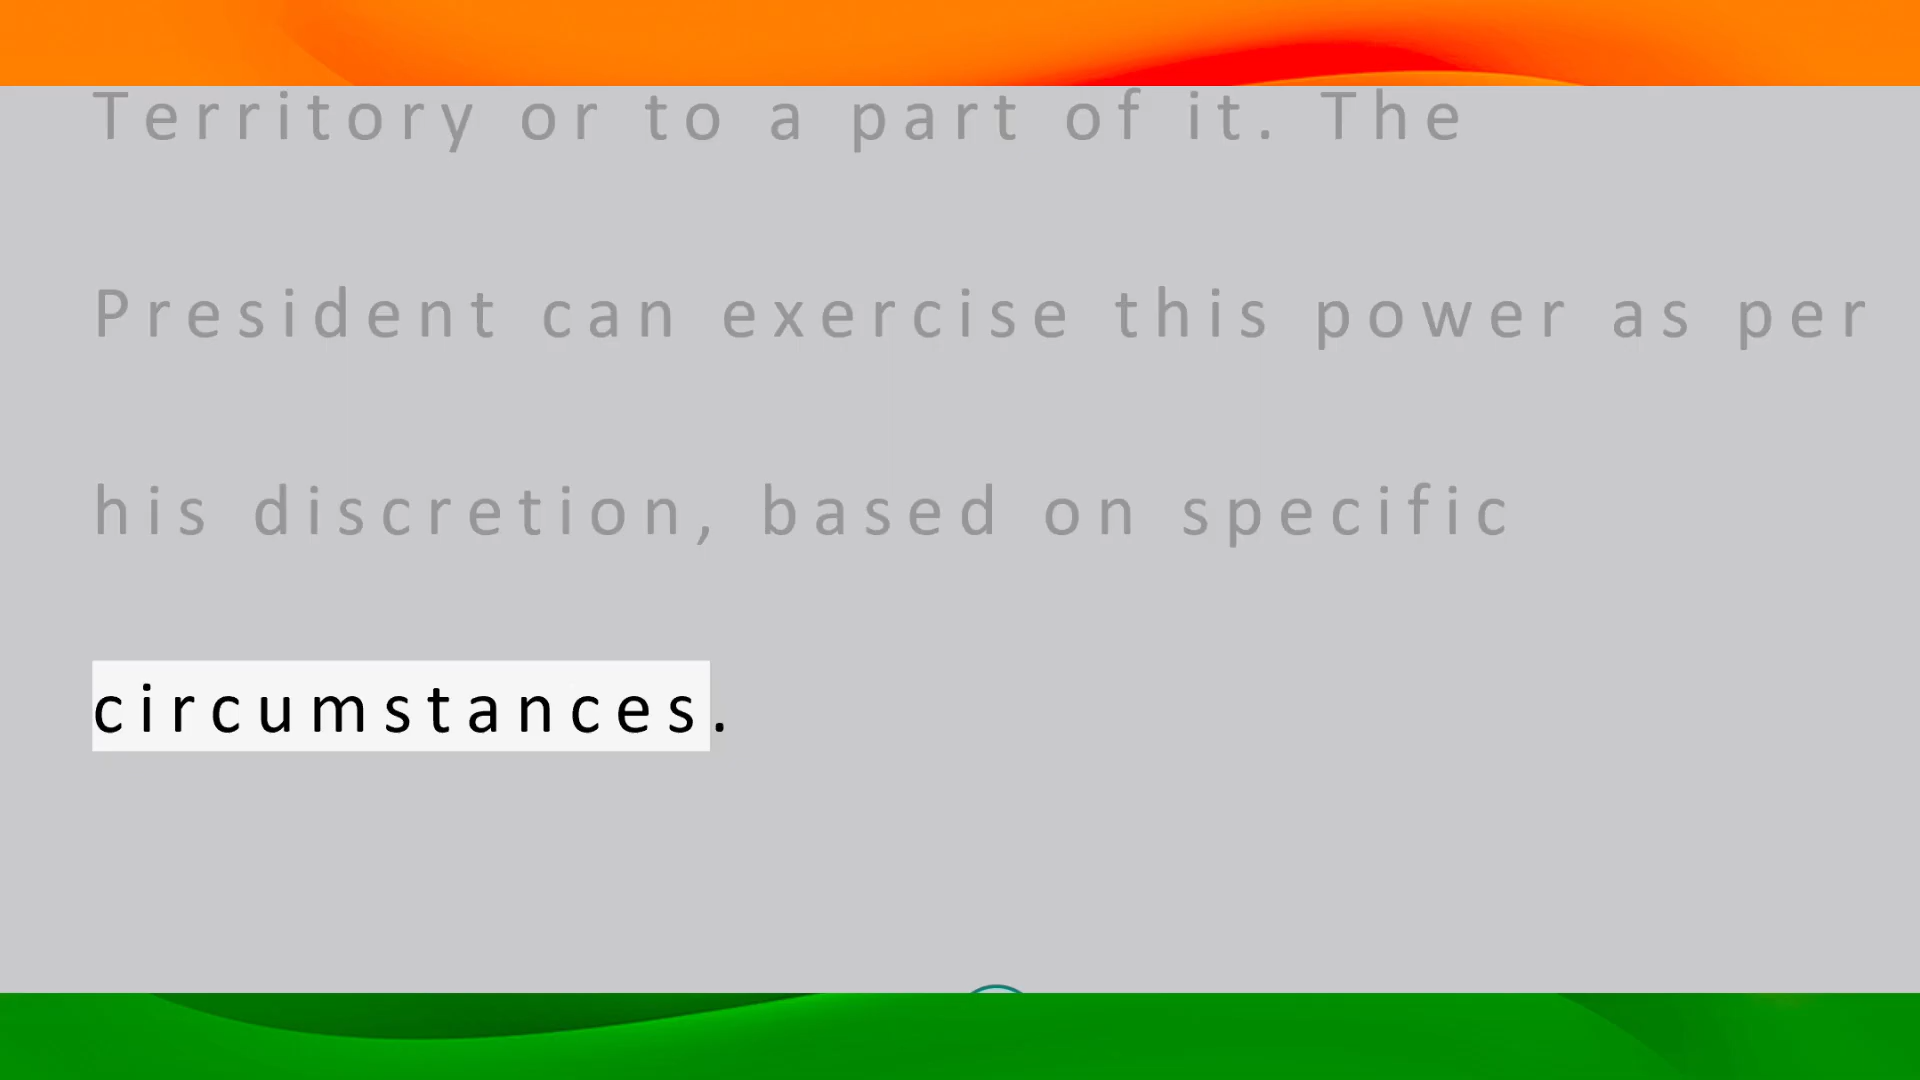 Territory or to a part of it. The
President can exercise this power as per
his discretion, based on specific
circumstances.